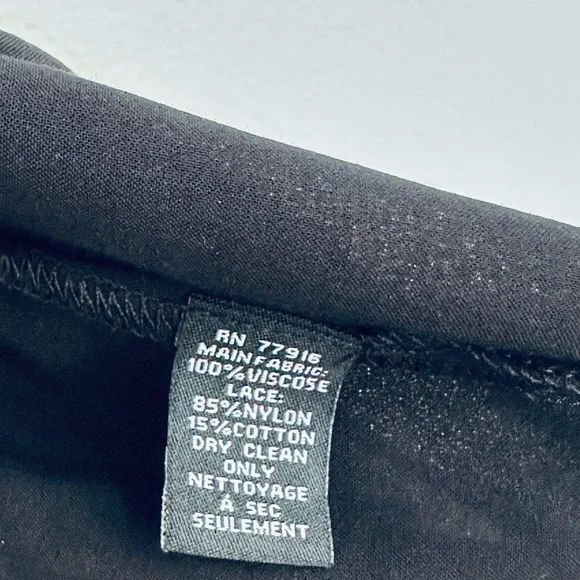 RN 77916
MAIN FABRIC:
100% VISCOSE
LACE:
85% NYLON
15% COTTON
DRY CLEAN
ONLY
NETTOYAGE
À SEC
SEULEMENT